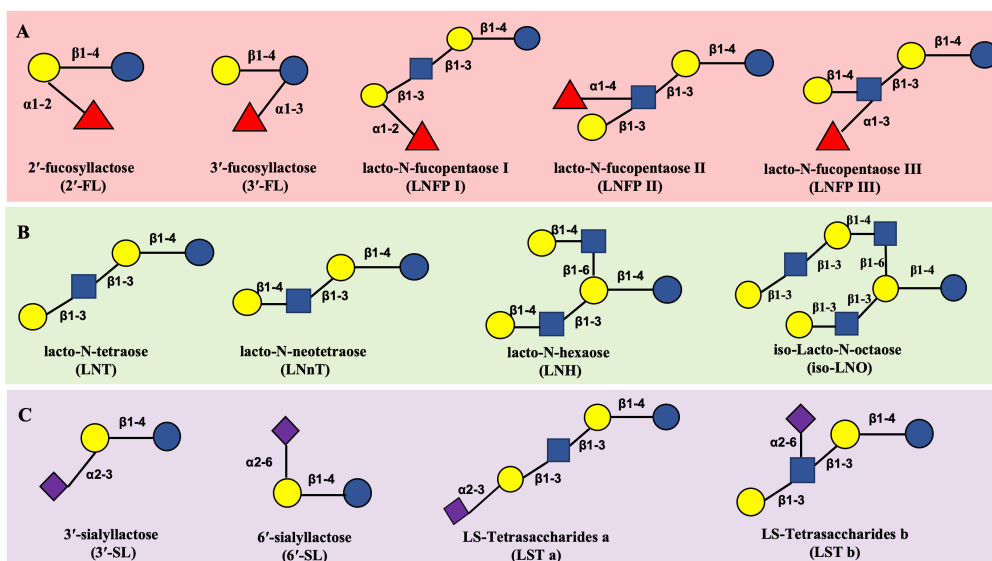 A
β1-4
α1-2
2′-fucosyllactose
(2′-FL)
β1-4
α1-3
3′-fucosyllactose
(3′-FL)
β1-4
β1-3
β1-3
α1-2
lacto-N-fucopentaose I
(LNFP I)
β1-4
α1-4
β1-3
β1-3
lacto-N-fucopentaose II
(LNFP II)
β1-4
β1-4
β1-3
α1-3
lacto-N-fucopentaose III
(LNFP III)
B
β1-4
β1-3
β1-3
lacto-N-tetraose
(LNT)
β1-4
β1-4
β1-3
lacto-N-neotetraose
(LNnT)
β1-4
β1-6
β1-4
β1-4
β1-3
lacto-N-hexaose
(LNH)
β1-4
β1-3
β1-6
β1-4
β1-3
β1-3
β1-3
iso-Lacto-N-octaose
(iso-LNO)
C
β1-4
α2-3
3′-sialyllactose
(3′-SL)
α2-6
β1-4
6′-sialyllactose
(6′-SL)
β1-4
β1-3
α2-3
β1-3
LS-Tetrasaccharides a
(LST a)
β1-4
α2-6
β1-3
β1-3
LS-Tetrasaccharides b
(LST b)